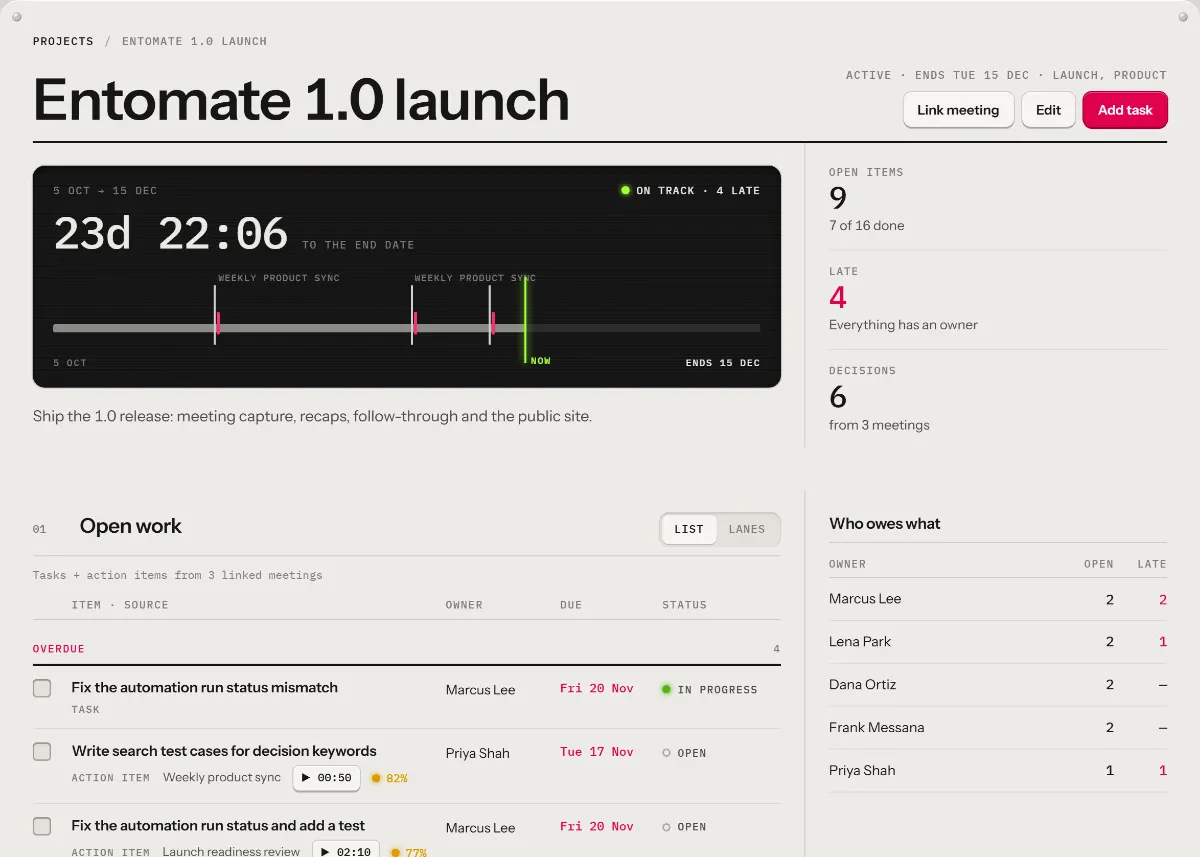 PROJECTS / ENTOMATE 1.0 LAUNCH
Entomate 1.0 launch
ACTIVE · ENDS TUE 15 DEC · LAUNCH, PRODUCT
Link meeting
Edit
Add task
5 OCT → 15 DEC
ON TRACK · 4 LATE
23d 22:06 TO THE END DATE
WEEKLY PRODUCT SYNC
WEEKLY PRODUCT SYNC
5 OCT
NOW
ENDS 15 DEC
Ship the 1.0 release: meeting capture, recaps, follow-through and the public site.
OPEN ITEMS
9
7 of 16 done
LATE
4
Everything has an owner
DECISIONS
6
from 3 meetings
01 Open work
LIST LANES
Tasks + action items from 3 linked meetings
ITEM · SOURCE OWNER DUE STATUS
OVERDUE 4
Fix the automation run status mismatch Marcus Lee Fri 20 Nov IN PROGRESS
TASK
Write search test cases for decision keywords Priya Shah Tue 17 Nov OPEN
ACTION ITEM Weekly product sync ▶ 00:50 82%
Fix the automation run status and add a test Marcus Lee Fri 20 Nov OPEN
ACTION ITEM Launch readiness review ▶ 02:10 77%
Who owes what
OWNER OPEN LATE
Marcus Lee 2 2
Lena Park 2 1
Dana Ortiz 2 –
Frank Messana 2 –
Priya Shah 1 1